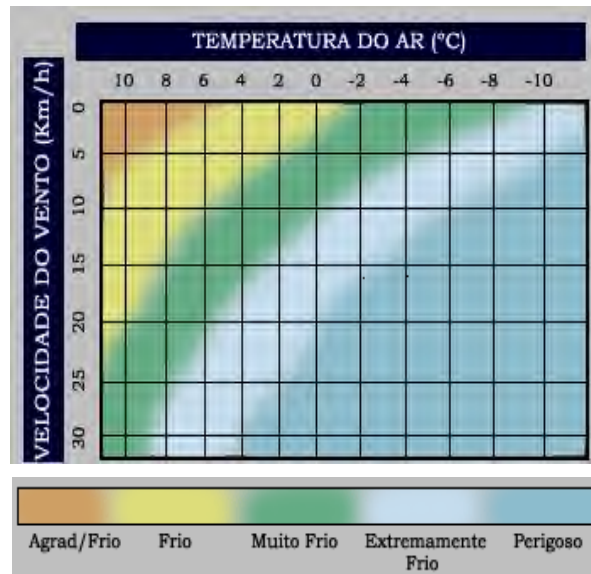 TEMPERATURA DO AR (ºC)
10 8 6 4 2 0 -2 -4 -6 -8 -10
VELOCIDADE DO VENTO (Km/h)
0
5
10
15
20
25
30
Agrad/Frio Frio Muito Frio Extremamente Frio Perigoso